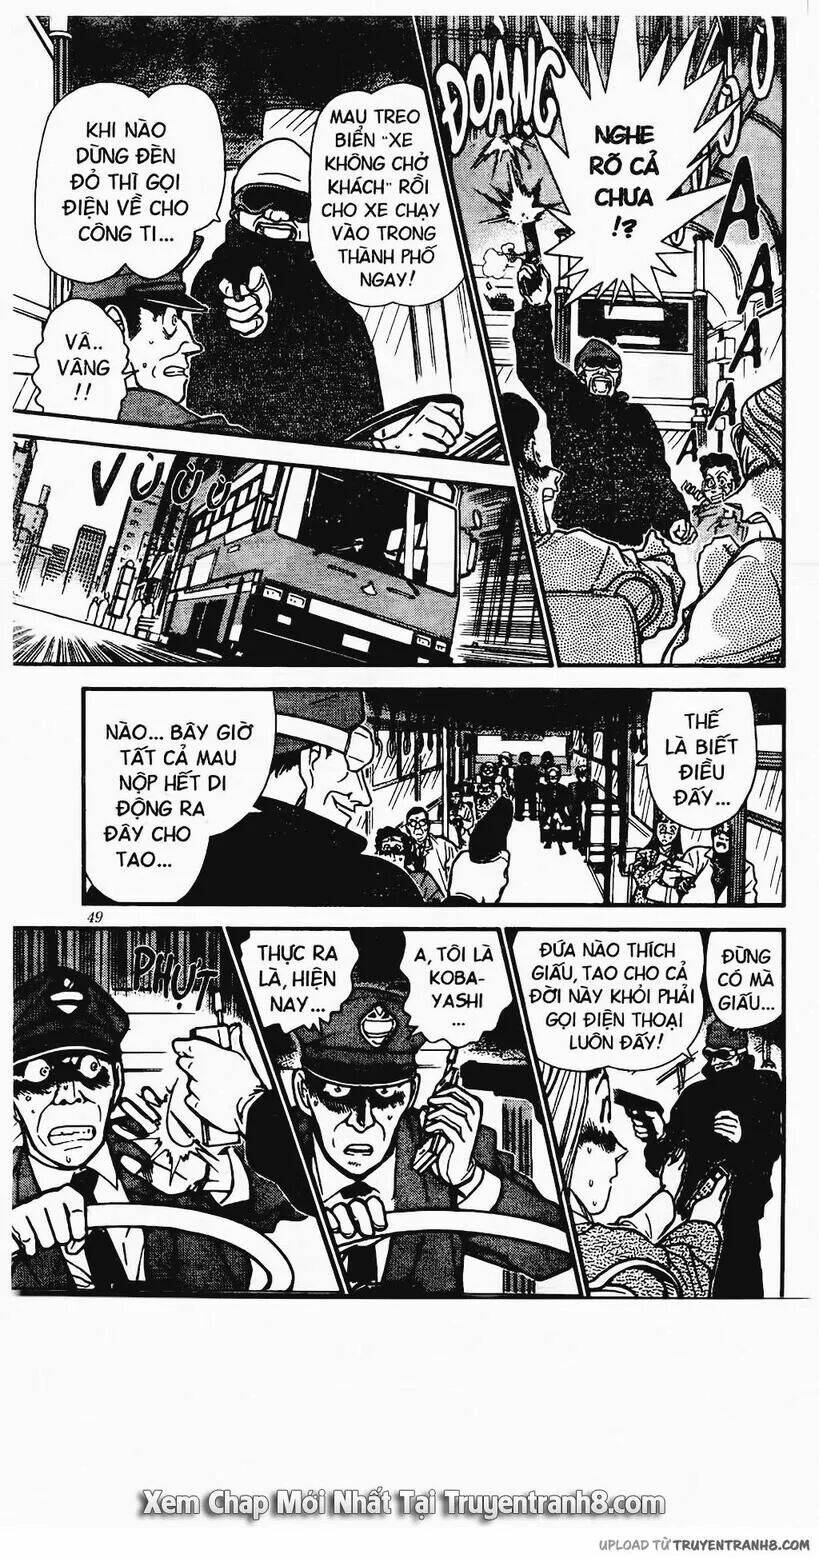 NGHE
RÕ CẢ
CHƯA
!?
ĐOÀNG
A A A A A A
MAU TREO
BIỂN "XE
KHÔNG CHỞ
KHÁCH" RỒI
CHO XE CHẠY
VÀO TRONG
THÀNH PHỐ
NGAY!
KHI NÀO
DỪNG ĐÈN
ĐỎ THÌ GỌI
ĐIỆN VỀ CHO
CÔNG TI...
VÂ..
VÂNG
!!
VÙ Ù Ù
THẾ
LÀ BIẾT
ĐIỀU
ĐẤY...
NÀO... BÂY GIỜ
TẤT CẢ MAU
NỘP HẾT DI
ĐỘNG RA
ĐÂY CHO
TAO...
49
ĐỪNG
CÓ MÀ
GIẤU...
ĐỨA NÀO THÍCH
GIẤU, TAO CHO CẢ
ĐỜI NÀY KHỎI PHẢI
GỌI ĐIỆN THOẠI
LUÔN ĐẤY!
A, TÔI LÀ
KOBA-
YASHI
...
THỰC RA
LÀ, HIỆN
NAY...
PHỤT
Xem Chap Mới Nhất Tại Truyentranh8.com
UPLOAD TỪ TRUYENTRANH8.COM